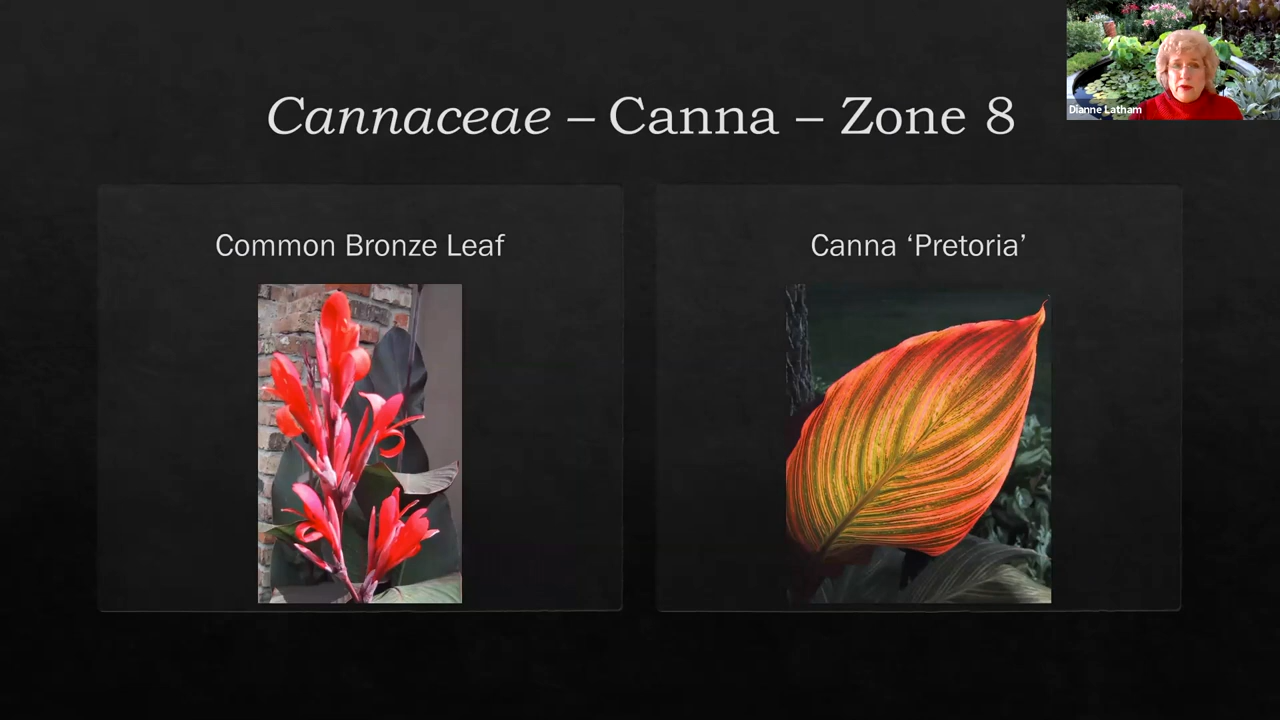 Cannaceae – Canna – Zone 8
Dianne Latham
Common Bronze Leaf
Canna ‘Pretoria’